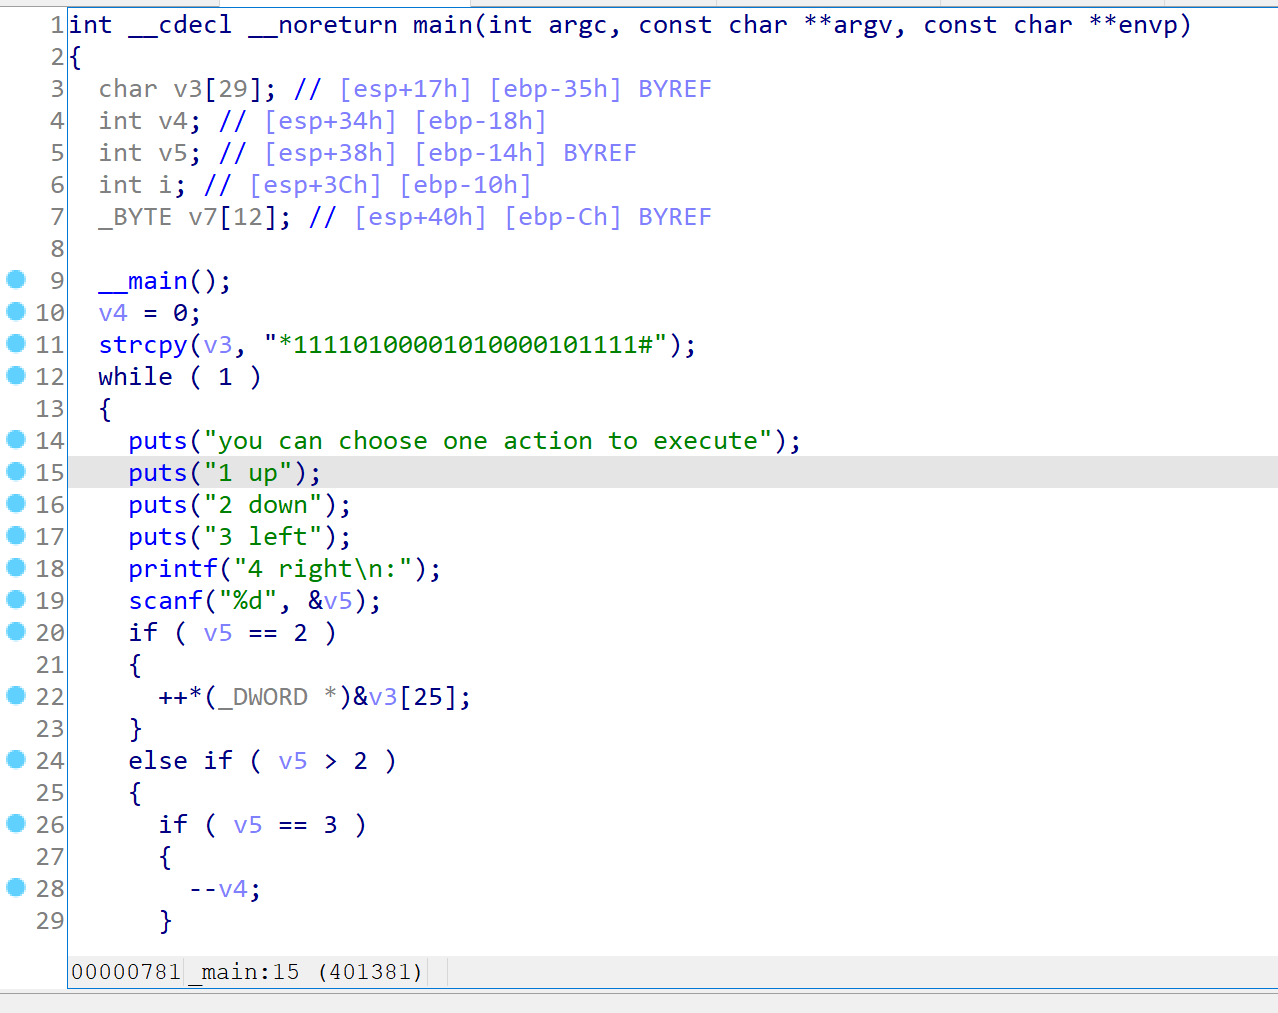 1 int __cdecl __noreturn main(int argc, const char **argv, const char **envp)
2 {
3   char v3[29]; // [esp+17h] [ebp-35h] BYREF
4   int v4; // [esp+34h] [ebp-18h]
5   int v5; // [esp+38h] [ebp-14h] BYREF
6   int i; // [esp+3Ch] [ebp-10h]
7   _BYTE v7[12]; // [esp+40h] [ebp-Ch] BYREF
8
9   __main();
10   v4 = 0;
11   strcpy(v3, "*11110100001010000101111#");
12   while ( 1 )
13   {
14     puts("you can choose one action to execute");
15     puts("1 up");
16     puts("2 down");
17     puts("3 left");
18     printf("4 right\n:");
19     scanf("%d", &v5);
20     if ( v5 == 2 )
21     {
22       ++*(_DWORD *)&v3[25];
23     }
24     else if ( v5 > 2 )
25     {
26       if ( v5 == 3 )
27       {
28         --v4;
29       }
00000781 _main:15 (401381)